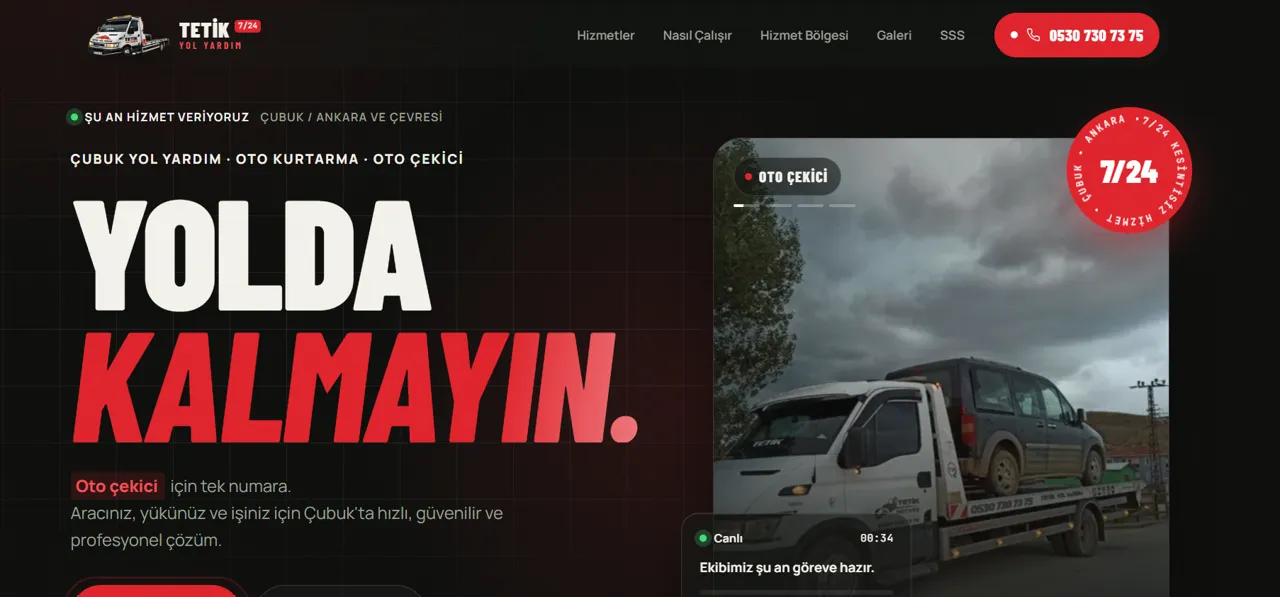 TETİK 7/24
YOL YARDIM
Hizmetler Nasıl Çalışır Hizmet Bölgesi Galeri SSS 0530 730 73 75
ŞU AN HİZMET VERİYORUZ ÇUBUK / ANKARA VE ÇEVRESİ
ÇUBUK YOL YARDIM · OTO KURTARMA · OTO ÇEKİCİ
YOLDA
KALMAYIN.
Oto çekici için tek numara.
Aracınız, yükünüz ve işiniz için Çubuk'ta hızlı, güvenilir ve
profesyonel çözüm.
OTO ÇEKİCİ
7/24 KESİNTİSİZ HİZMET • ÇUBUK • ANKARA •
7/24
TETİK
TETİK
0530 730 73 75
Canlı 00:34
Ekibimiz şu an göreve hazır.